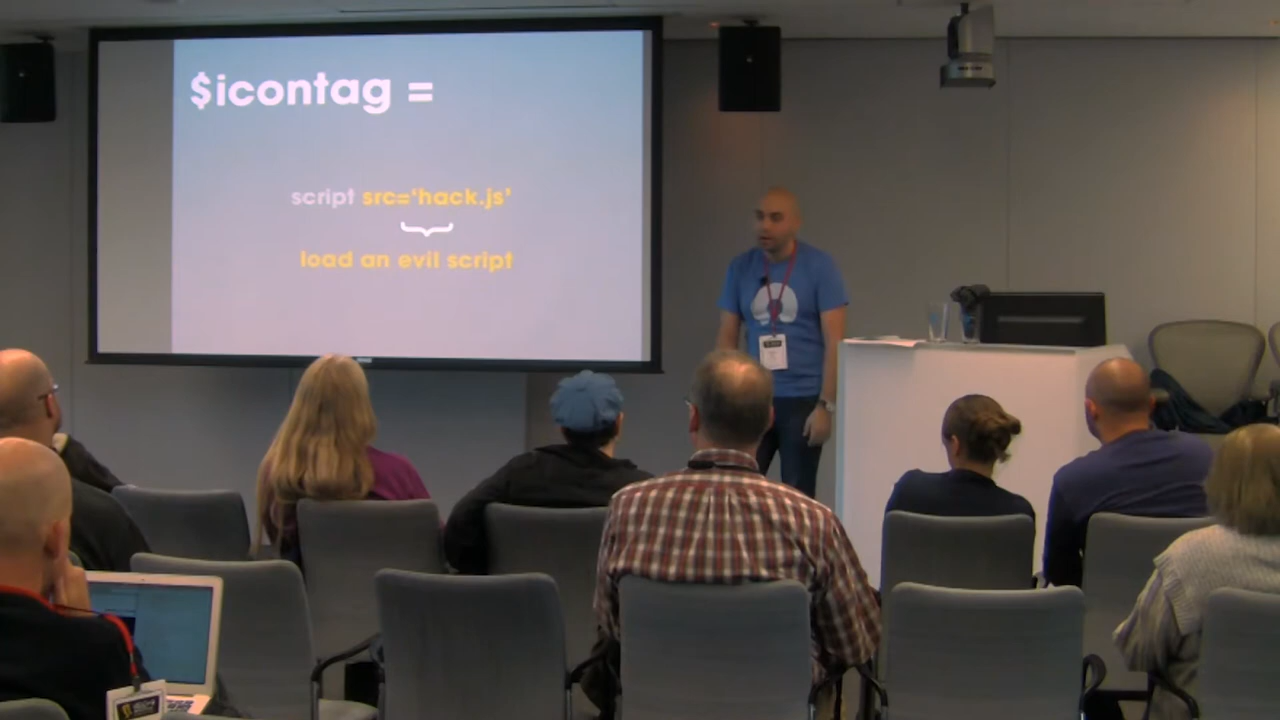 $icontag =
script src=‘hack.js’
load an evil script